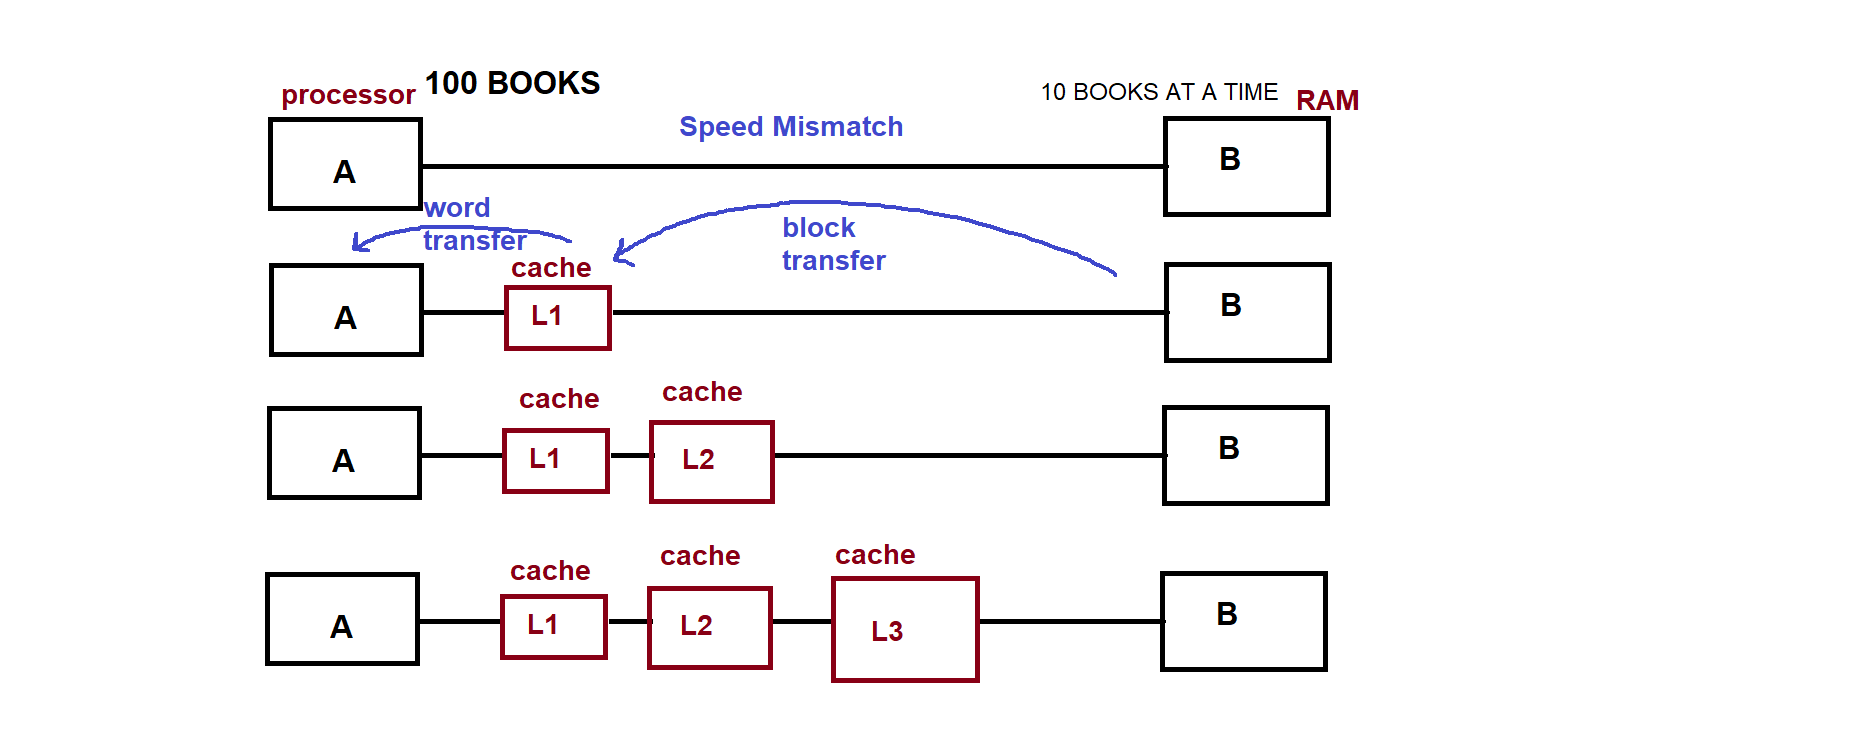 processor 100 BOOKS
10 BOOKS AT A TIME RAM
Speed Mismatch
A
B
word
transfer
block
transfer
cache
A
L1
B
cache
cache
A
L1
L2
B
cache
cache
cache
A
L1
L2
L3
B